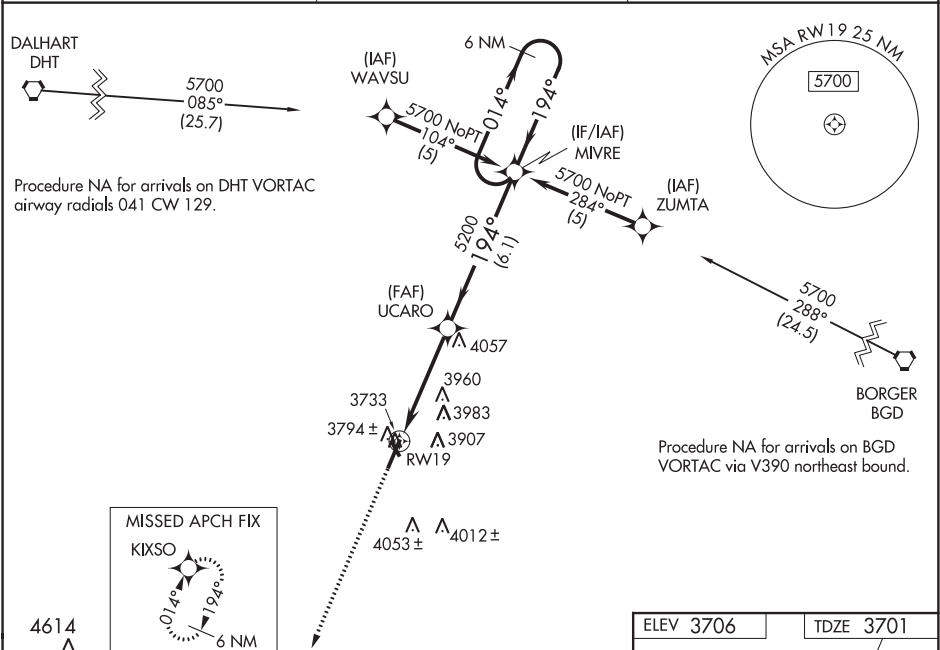 DALHART
DHT
5700
085°
(25.7)
(IAF)
WAVSU
6 NM
014°
194°
5700 NoPT
104°
(5)
(IF/IAF)
MIVRE
5700 NoPT
284°
(5)
(IAF)
ZUMTA
MSA RW19 25 NM
5700
Procedure NA for arrivals on DHT VORTAC
airway radials 041 CW 129.
5200
194°
(6.1)
(FAF)
UCARO
4057
5700
288°
(24.5)
BORGER
BGD
3960
3983
3733
3794 ±
3907
RW19
Procedure NA for arrivals on BGD
VORTAC via V390 northeast bound.
4053 ±
4012 ±
MISSED APCH FIX
KIXSO
014°
194°
6 NM
4614
ELEV 3706
TDZE 3701